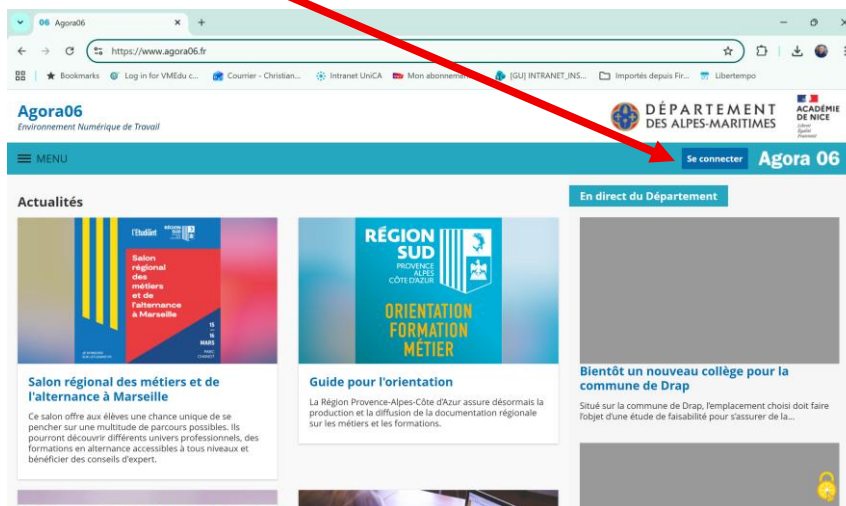 06 Agora06
https://www.agora06.fr
Bookmarks
Log in for VMEdu c...
Courrier - Christian...
Intranet UniCA
Mon abonnement
[GU] INTRANET_INS...
Importés depuis Fir...
Libertempo
Agora06
Environnement Numérique de Travail
DÉPARTEMENT
DES ALPES-MARITIMES
ACADÉMIE
DE NICE
Liberté
Égalité
Fraternité
MENU
Se connecter
Agora 06
Actualités
En direct du Département
l'Etudiant
Salon
régional
des
métiers
et de
l'alternance
à Marseille
15
16
MARS
PARC
CHANOT
RÉGION
SUD
PROVENCE
ALPES
CÔTE D'AZUR
ORIENTATION
FORMATION
MÉTIER
Salon régional des métiers et de
l'alternance à Marseille
Ce salon offre aux élèves une chance unique de se
pencher sur une multitude de parcours possibles. Ils
pourront découvrir différents univers professionnels, des
formations en alternance accessibles à tous niveaux et
bénéficier des conseils d'expert.
Guide pour l'orientation
La Région Provence-Alpes-Côte d'Azur assure désormais la
production et la diffusion de la documentation régionale
sur les métiers et les formations.
Bientôt un nouveau collège pour la
commune de Drap
Situé sur la commune de Drap, l'emplacement choisi doit faire
l'objet d'une étude de faisabilité pour s'assurer de la...